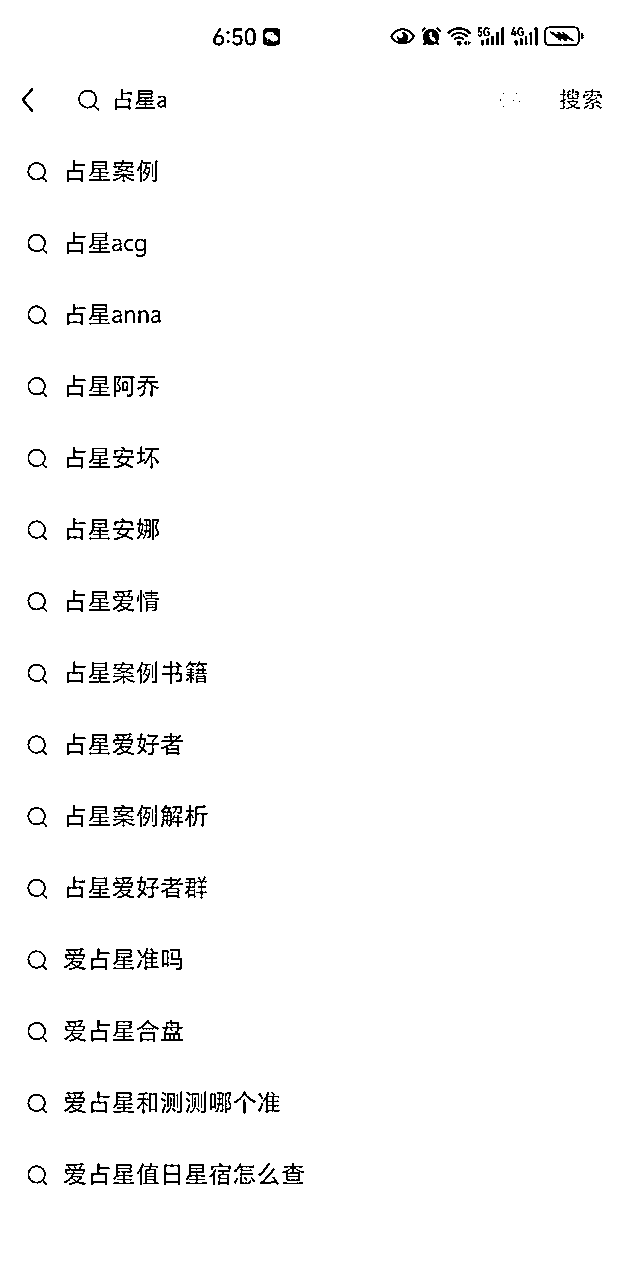 6:50 5G 4G
占星a 搜索
占星案例
占星acg
占星anna
占星阿乔
占星安坏
占星安娜
占星爱情
占星案例书籍
占星爱好者
占星案例解析
占星爱好者群
爱占星准吗
爱占星合盘
爱占星和测测哪个准
爱占星值日星宿怎么查